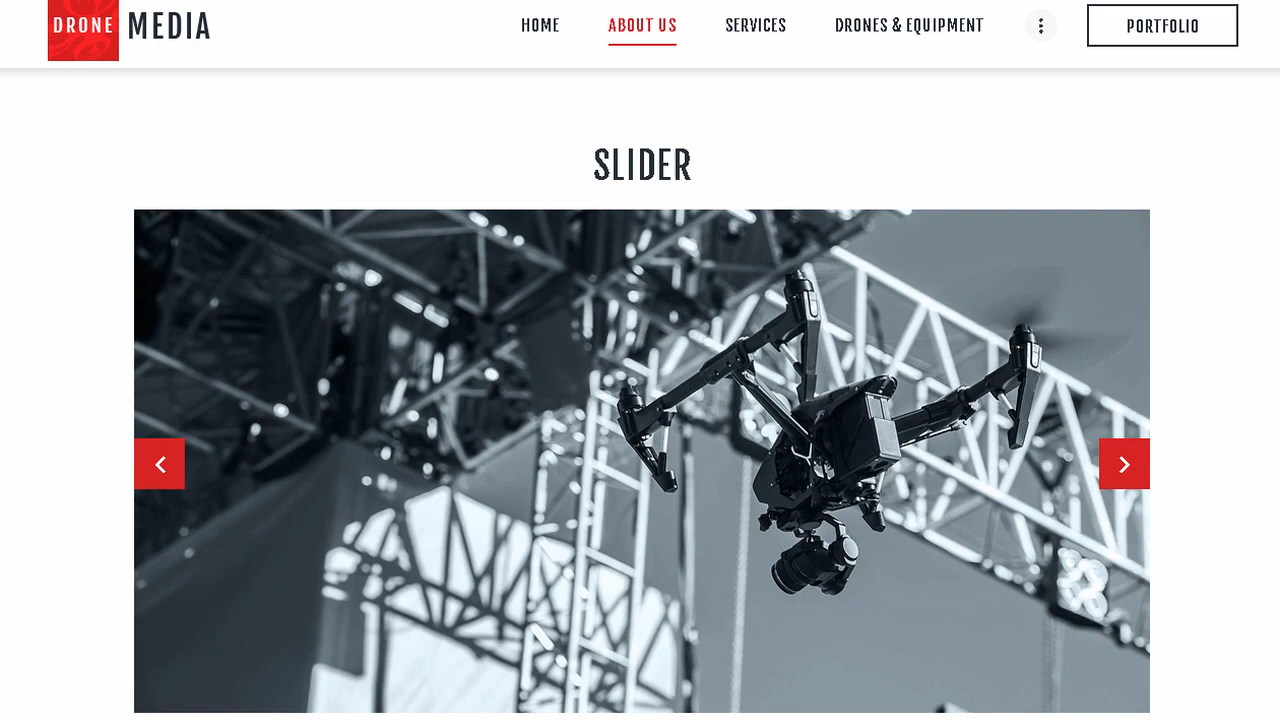 DRONE MEDIA
HOME ABOUT US SERVICES DRONES & EQUIPMENT PORTFOLIO
SLIDER